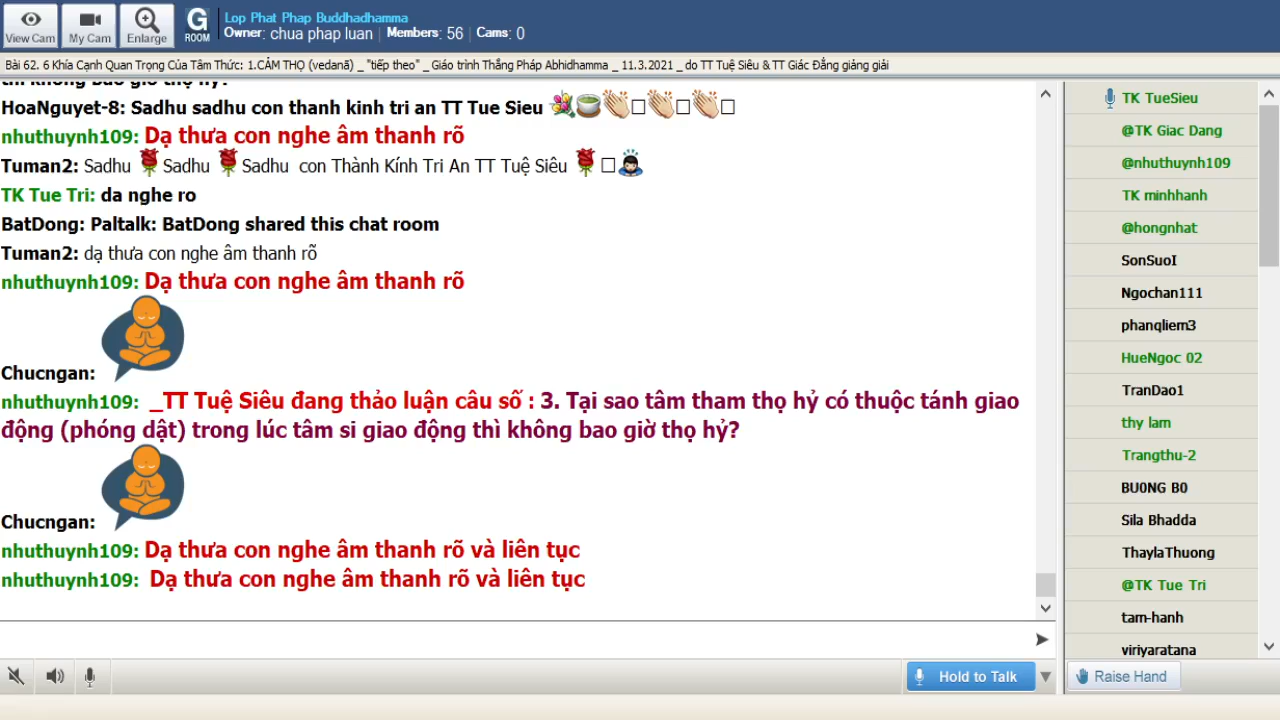 View Cam
My Cam
Enlarge
G
ROOM
Lop Phat Phap Buddhadhamma
Owner: chua phap luan | Members: 56 | Cams: 0
Bài 62. 6 Khía Cạnh Quan Trọng Của Tâm Thức: 1.CẢM THỌ (vedanā) _ "tiếp theo" _ Giáo trình Thắng Pháp Abhidhamma _ 11.3.2021 _ do TT Tuệ Siêu & TT Giác Đẳng giảng giải
thì không bao giờ thọ hỷ?
HoaNguyet-8: Sadhu sadhu con thanh kinh tri an TT Tue Sieu
nhuthuynh109: Dạ thưa con nghe âm thanh rõ
Tuman2: Sadhu Sadhu Sadhu con Thành Kính Tri Ân TT Tuệ Siêu
TK Tue Tri: da nghe ro
BatDong: Paltalk: BatDong shared this chat room
Tuman2: dạ thưa con nghe âm thanh rõ
nhuthuynh109: Dạ thưa con nghe âm thanh rõ
Chucngan:
nhuthuynh109: _TT Tuệ Siêu đang thảo luận câu số : 3. Tại sao tâm tham thọ hỷ có thuộc tánh giao
động (phóng dật) trong lúc tâm si giao động thì không bao giờ thọ hỷ?
Chucngan:
nhuthuynh109: Dạ thưa con nghe âm thanh rõ và liên tục
nhuthuynh109: Dạ thưa con nghe âm thanh rõ và liên tục
TK TueSieu
@TK Giac Dang
@nhuthuynh109
TK minhhanh
@hongnhat
SonSuoI
Ngochan111
phanqliem3
HueNgoc 02
TranDao1
thy lam
Trangthu-2
BU0NG B0
Sila Bhadda
ThaylaThuong
@TK Tue Tri
tam-hanh
viriyaratana
Hold to Talk
Raise Hand